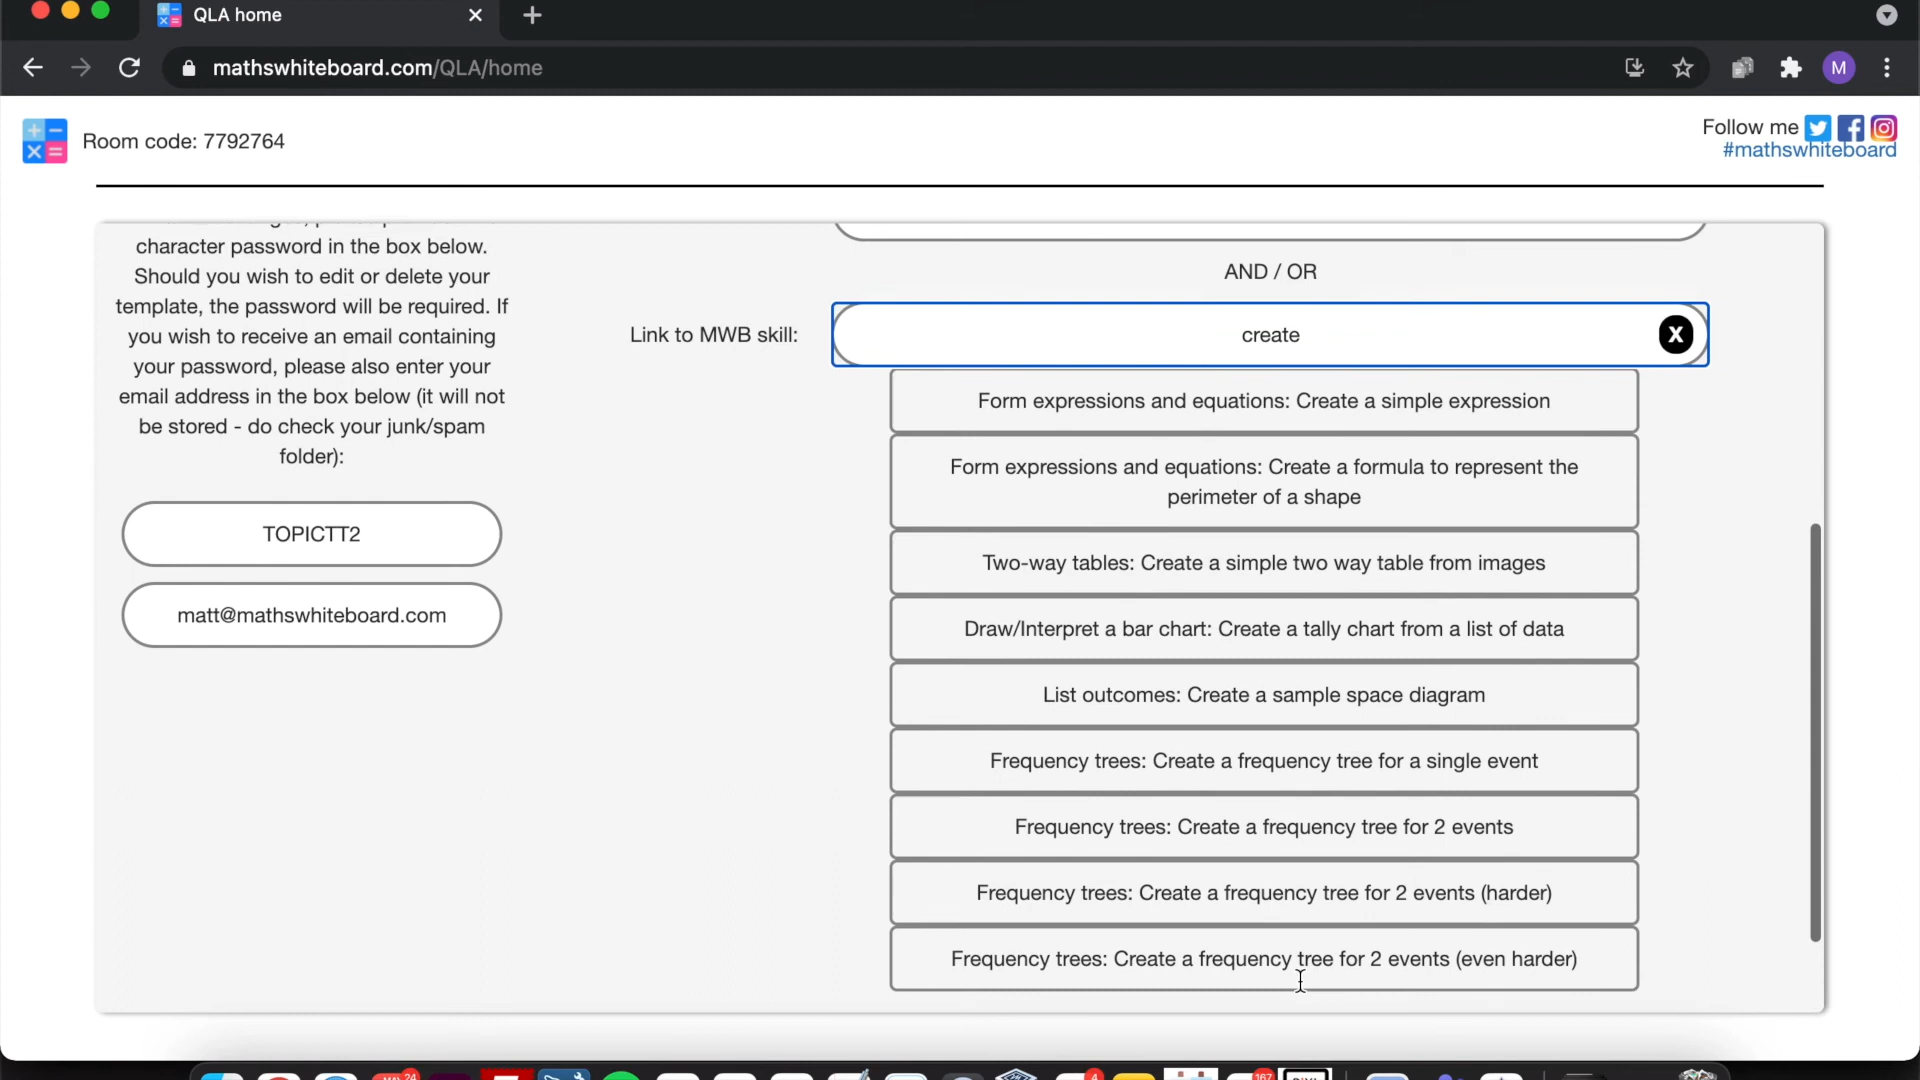 QLA home
mathswhiteboard.com/QLA/home
M
Room code: 7792764
Follow me
#mathswhiteboard
character password in the box below.
Should you wish to edit or delete your
template, the password will be required. If
you wish to receive an email containing
your password, please also enter your
email address in the box below (it will not
be stored - do check your junk/spam
folder):
TOPICTT2
matt@mathswhiteboard.com
AND / OR
Link to MWB skill:
create
X
Form expressions and equations: Create a simple expression
Form expressions and equations: Create a formula to represent the
perimeter of a shape
Two-way tables: Create a simple two way table from images
Draw/Interpret a bar chart: Create a tally chart from a list of data
List outcomes: Create a sample space diagram
Frequency trees: Create a frequency tree for a single event
Frequency trees: Create a frequency tree for 2 events
Frequency trees: Create a frequency tree for 2 events (harder)
Frequency trees: Create a frequency tree for 2 events (even harder)
24
4
167